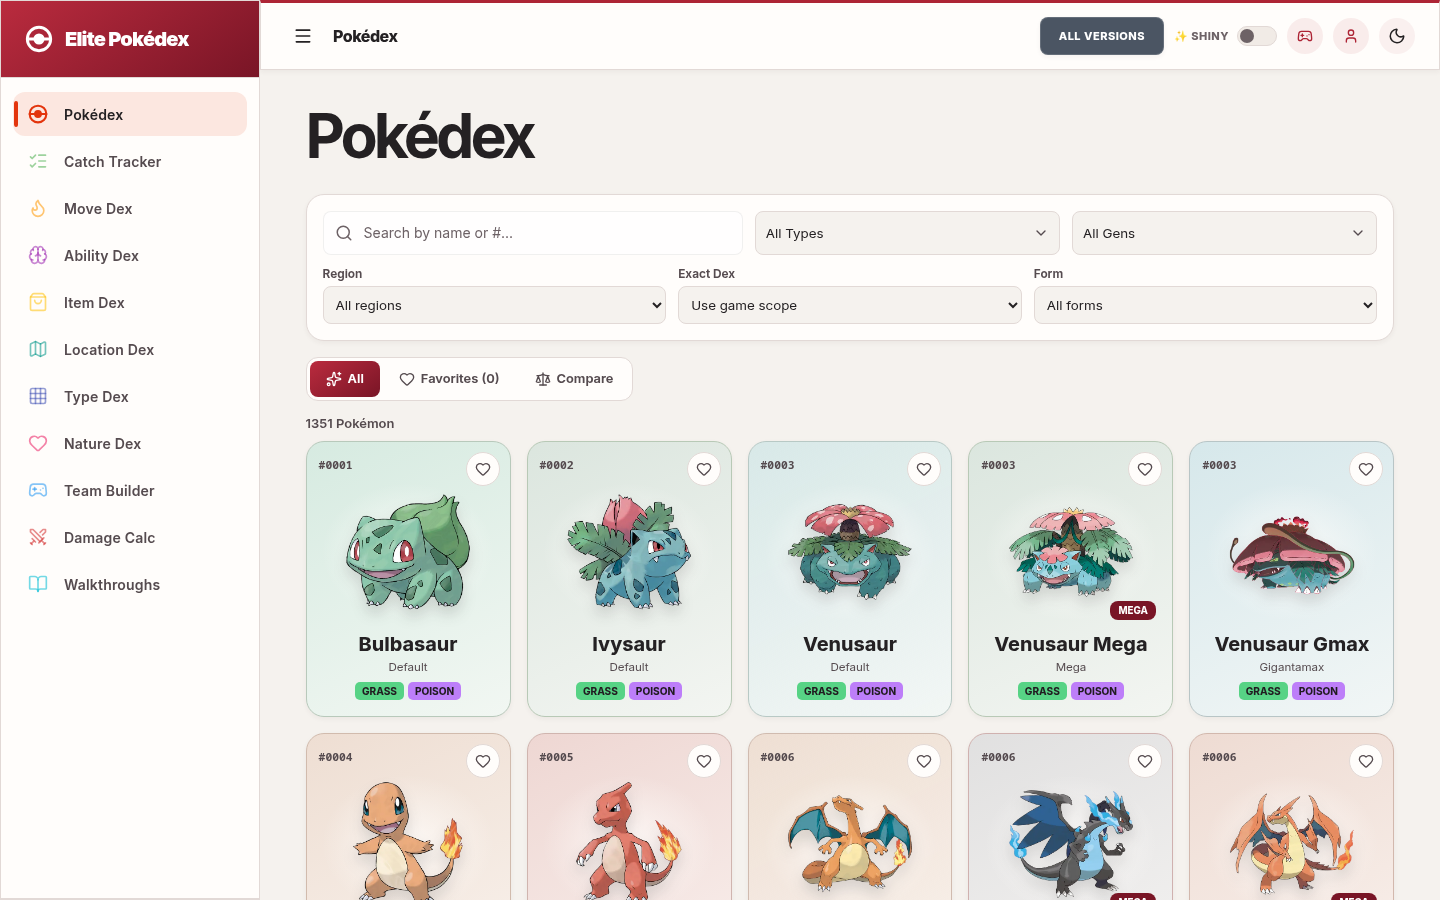 Elite Pokédex
Pokédex
ALL VERSIONS
✨ SHINY
Pokédex
Catch Tracker
Move Dex
Ability Dex
Item Dex
Location Dex
Type Dex
Nature Dex
Team Builder
Damage Calc
Walkthroughs
Pokédex
Search by name or #...
All Types
All Gens
Region
Exact Dex
Form
All regions
Use game scope
All forms
All
Favorites (0)
Compare
1351 Pokémon
#0001
Bulbasaur
Default
GRASS POISON
#0002
Ivysaur
Default
GRASS POISON
#0003
Venusaur
Default
GRASS POISON
#0003
MEGA
Venusaur Mega
Mega
GRASS POISON
#0003
Venusaur Gmax
Gigantamax
GRASS POISON
#0004
#0005
#0006
#0006
MEGA
#0006
MEGA